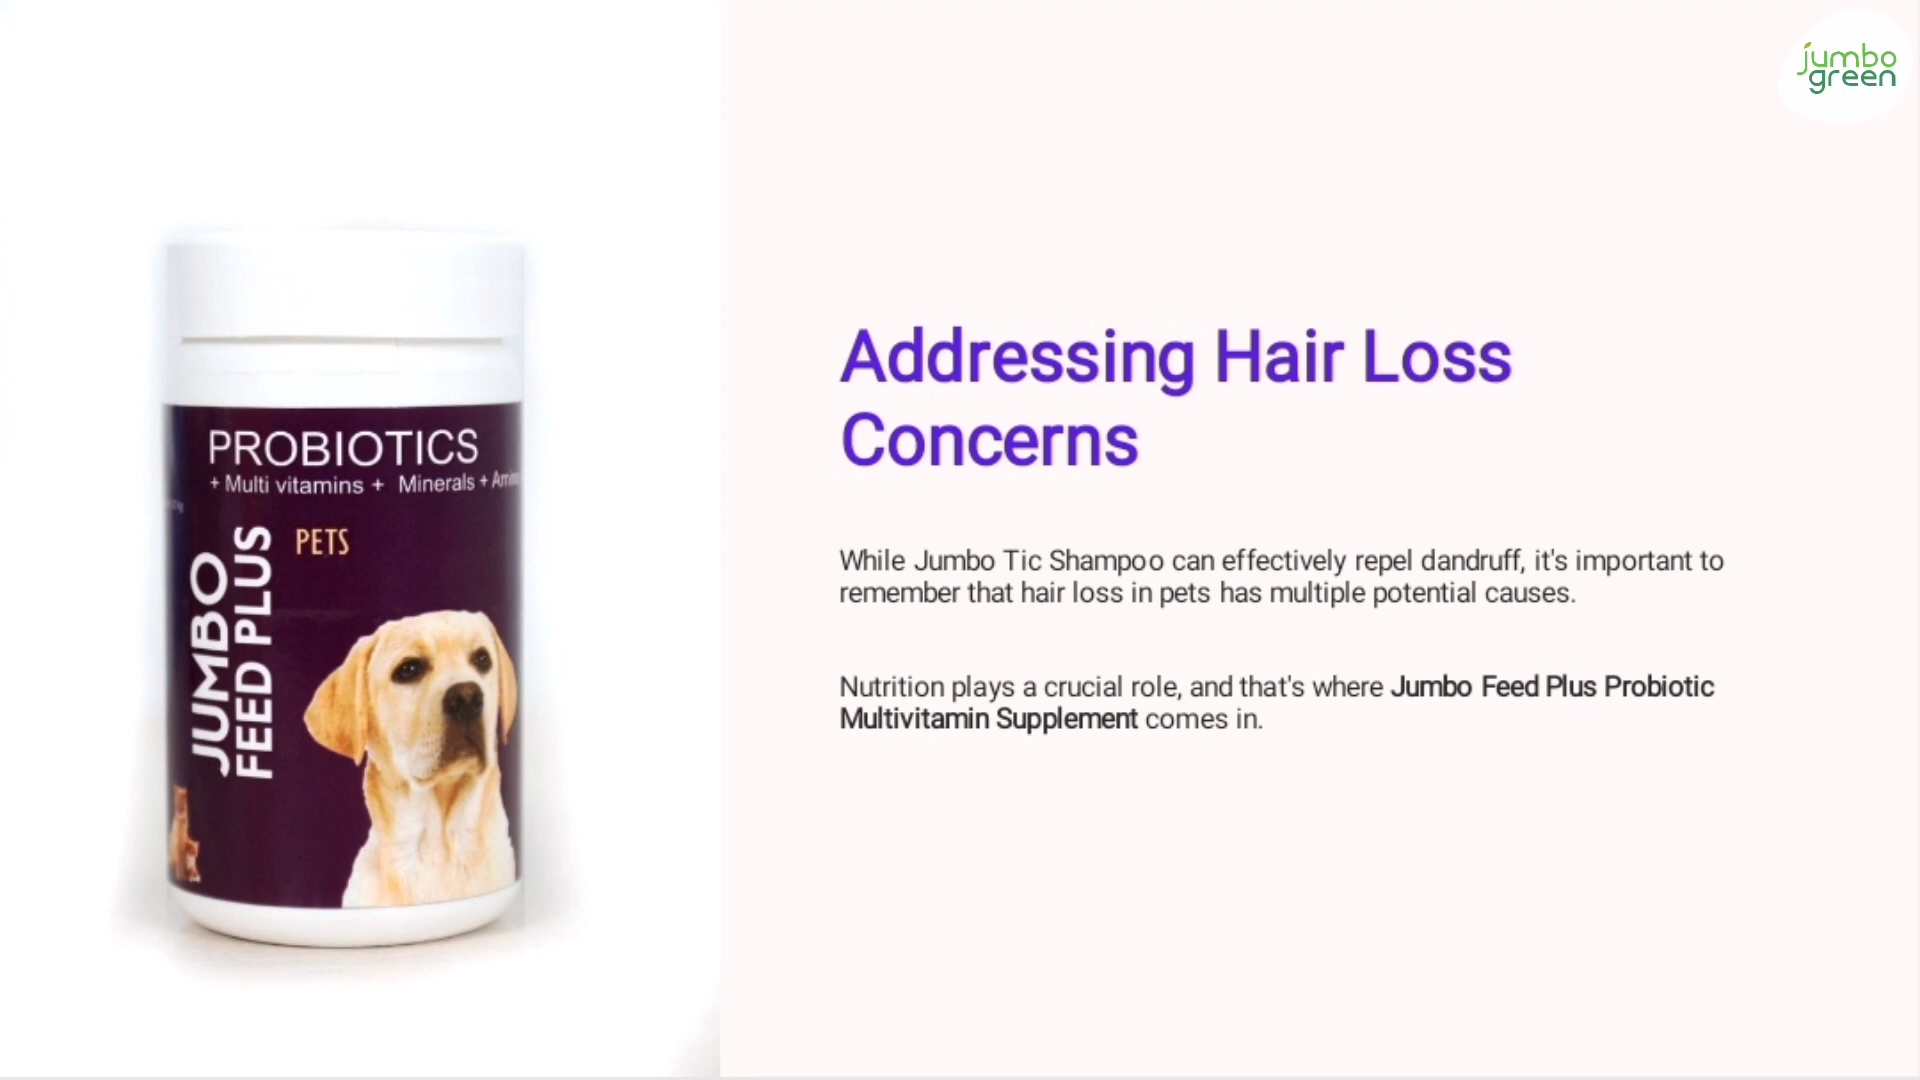 jumbo
green
PROBIOTICS
+ Multi vitamins + Minerals + Amino
JUMBO
FEED PLUS
PETS
Addressing Hair Loss
Concerns
While Jumbo Tic Shampoo can effectively repel dandruff, it's important to
remember that hair loss in pets has multiple potential causes.
Nutrition plays a crucial role, and that's where Jumbo Feed Plus Probiotic
Multivitamin Supplement comes in.